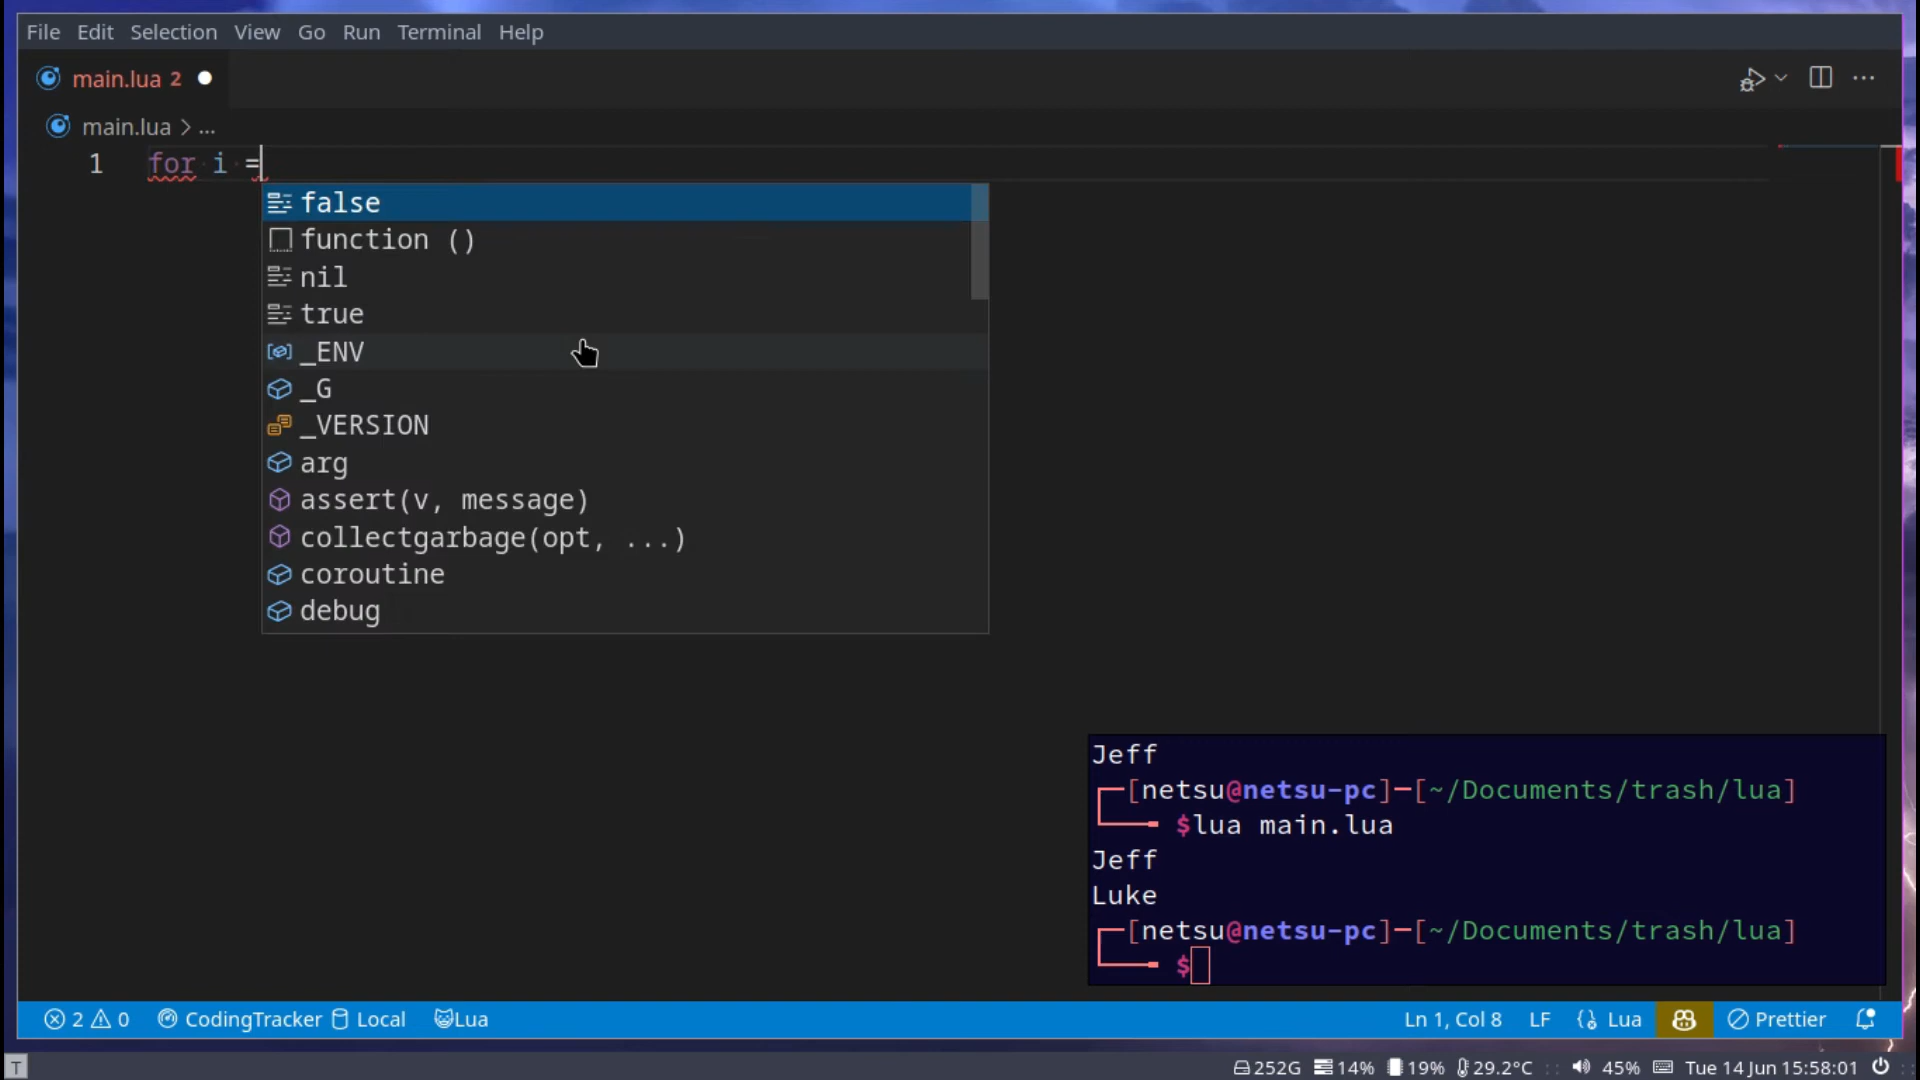 File Edit Selection View Go Run Terminal Help
main.lua 2
main.lua > ...
1 for i =
false
function ()
nil
true
_ENV
_G
_VERSION
arg
assert(v, message)
collectgarbage(opt, ...)
coroutine
debug
Jeff
[netsu@netsu-pc]-[~/Documents/trash/lua]
$lua main.lua
Jeff
Luke
[netsu@netsu-pc]-[~/Documents/trash/lua]
$
2 0 CodingTracker Local Lua Ln 1, Col 8 LF Lua Prettier
T 252G 14% 19% 29.2°C 45% Tue 14 Jun 15:58:01